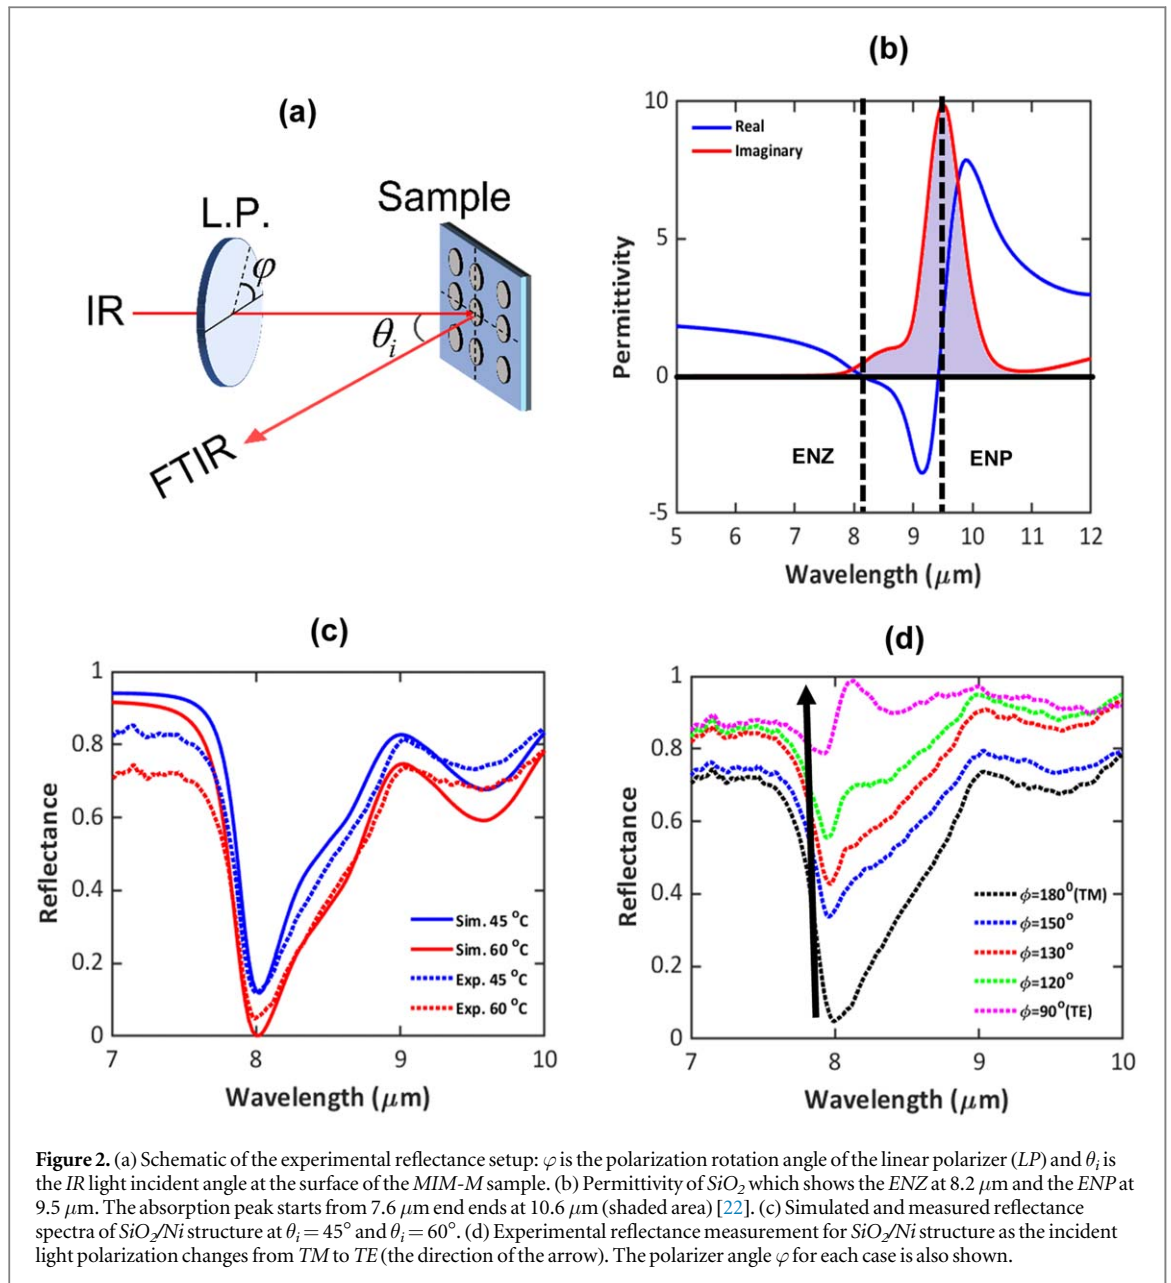 (a)
L.P.
Sample
φ
IR
θi
FTIR
(b)
10
5
0
-5
Permittivity
Real
Imaginary
ENZ
ENP
5 6 7 8 9 10 11 12
Wavelength (μm)
(c)
1
0.8
0.6
0.4
0.2
0
Reflectance
Sim. 45 °C
Sim. 60 °C
Exp. 45 °C
Exp. 60 °C
7 8 9 10
Wavelength (μm)
(d)
1
0.8
0.6
0.4
0.2
0
Reflectance
ϕ=180⁰(TM)
ϕ=150⁰
ϕ=130⁰
ϕ=120⁰
ϕ=90⁰(TE)
7 8 9 10
Wavelength (μm)
Figure 2. (a) Schematic of the experimental reflectance setup: φ is the polarization rotation angle of the linear polarizer (LP) and θi is
the IR light incident angle at the surface of the MIM-M sample. (b) Permittivity of SiO2 which shows the ENZ at 8.2 μm and the ENP at
9.5 μm. The absorption peak starts from 7.6 μm end ends at 10.6 μm (shaded area) [22]. (c) Simulated and measured reflectance
spectra of SiO2/Ni structure at θi = 45° and θi = 60°. (d) Experimental reflectance measurement for SiO2/Ni structure as the incident
light polarization changes from TM to TE (the direction of the arrow). The polarizer angle φ for each case is also shown.